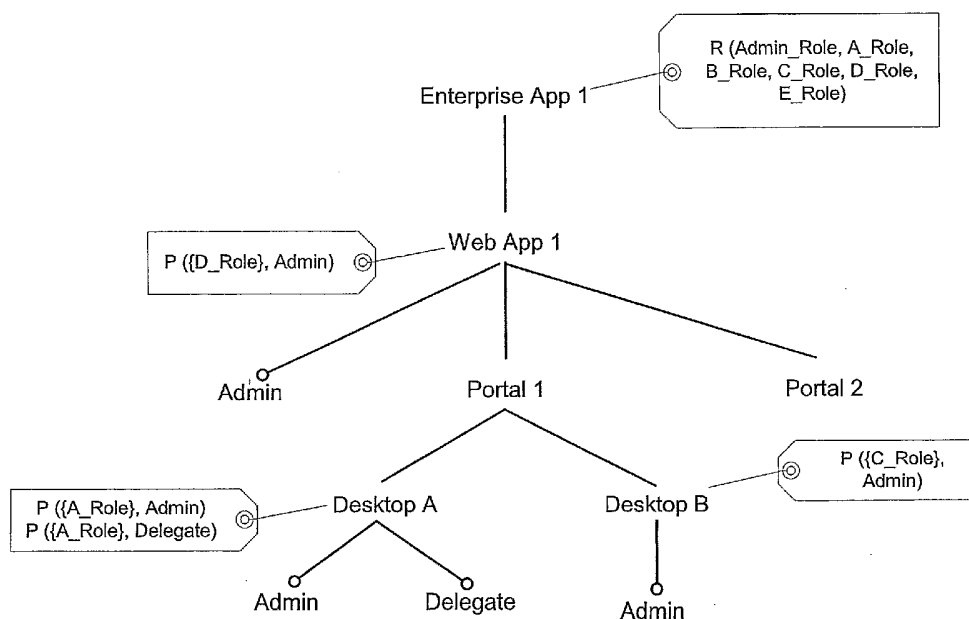 R (Admin_Role, A_Role,
B_Role, C_Role, D_Role,
E_Role)
Enterprise App 1
P ({D_Role}, Admin)
Web App 1
Admin
Portal 1
Portal 2
P ({A_Role}, Admin)
P ({A_Role}, Delegate)
Desktop A
Desktop B
P ({C_Role},
Admin)
Admin
Delegate
Admin